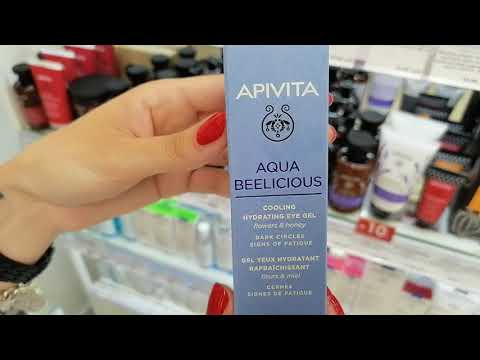 APIVITA
AQUA
BEELICIOUS
COOLING
HYDRATING EYE GEL
flowers & honey
DARK CIRCLES
SIGNS OF FATIGUE
GEL YEUX HYDRATANT
RAFRAÎCHISSANT
fleurs & miel
CERNES
SIGNES DE FATIGUE
-10